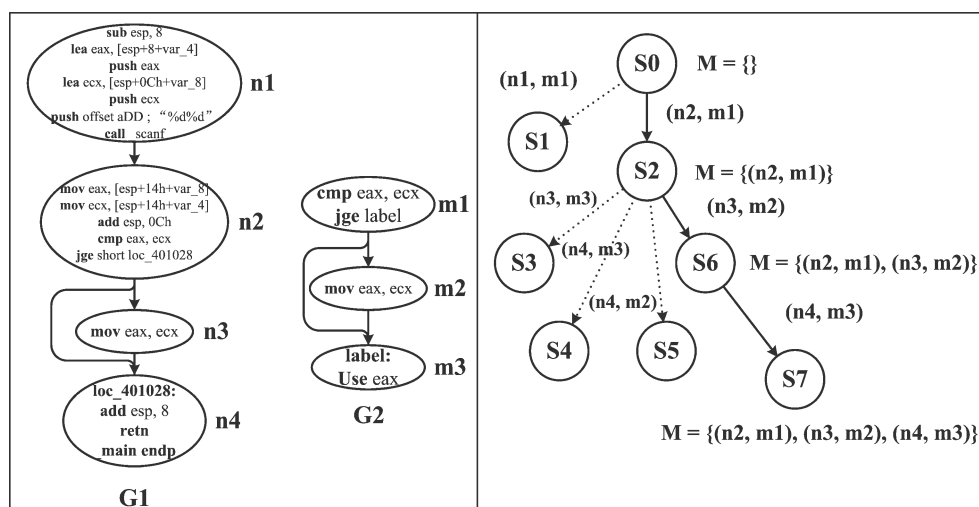 sub esp, 8
lea eax, [esp+8+var_4]
push eax
lea ecx, [esp+0Ch+var_8]
push ecx
push offset aDD ; “%d%d”
call _scanf
n1
mov eax, [esp+14h+var_8]
mov ecx, [esp+14h+var_4]
add esp, 0Ch
cmp eax, ecx
jge short loc_401028
n2
mov eax, ecx
n3
loc_401028:
add esp, 8
retn
_main endp
n4
G1
cmp eax, ecx
jge label
m1
mov eax, ecx
m2
label:
Use eax
m3
G2
S0
M = {}
(n1, m1)
(n2, m1)
S1
S2
M = {(n2, m1)}
(n3, m3)
(n3, m2)
(n4, m3)
S3
S6
M = {(n2, m1), (n3, m2)}
(n4, m2)
(n4, m3)
S4
S5
S7
M = {(n2, m1), (n3, m2), (n4, m3)}